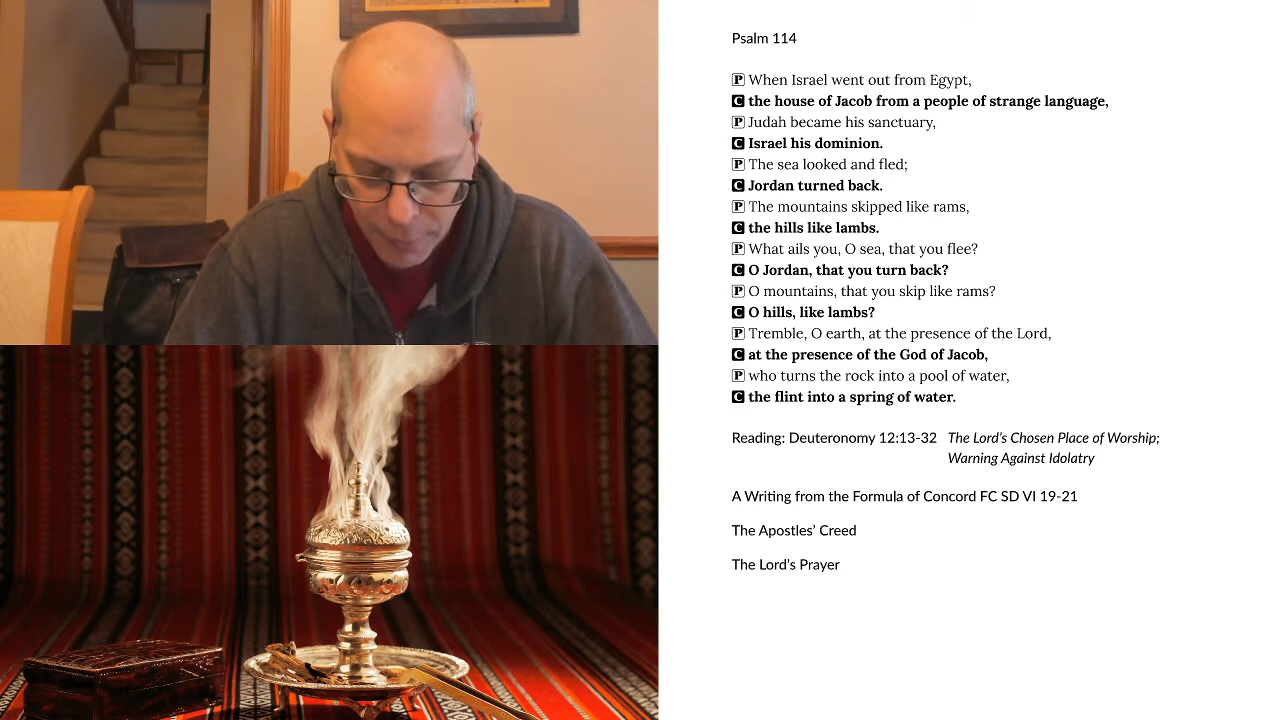 Psalm 114
P When Israel went out from Egypt,
C the house of Jacob from a people of strange language,
P Judah became his sanctuary,
C Israel his dominion.
P The sea looked and fled;
C Jordan turned back.
P The mountains skipped like rams,
C the hills like lambs.
P What ails you, O sea, that you flee?
C O Jordan, that you turn back?
P O mountains, that you skip like rams?
C O hills, like lambs?
P Tremble, O earth, at the presence of the Lord,
C at the presence of the God of Jacob,
P who turns the rock into a pool of water,
C the flint into a spring of water.
Reading: Deuteronomy 12:13-32 The Lord’s Chosen Place of Worship;
Warning Against Idolatry
A Writing from the Formula of Concord FC SD VI 19-21
The Apostles’ Creed
The Lord’s Prayer